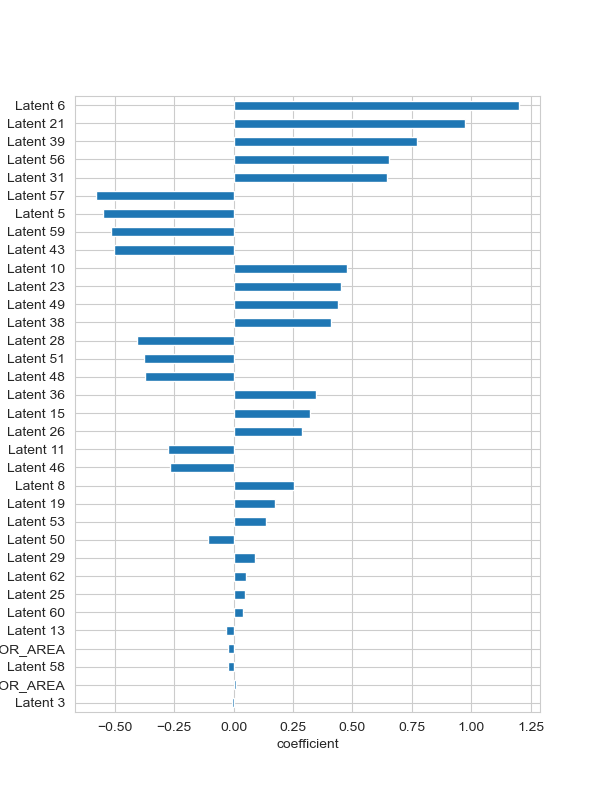 Latent 6
Latent 21
Latent 39
Latent 56
Latent 31
Latent 57
Latent 5
Latent 59
Latent 43
Latent 10
Latent 23
Latent 49
Latent 38
Latent 28
Latent 51
Latent 48
Latent 36
Latent 15
Latent 26
Latent 11
Latent 46
Latent 8
Latent 19
Latent 53
Latent 50
Latent 29
Latent 62
Latent 25
Latent 60
Latent 13
OR_AREA
Latent 58
OR_AREA
Latent 3
−0.50 −0.25 0.00 0.25 0.50 0.75 1.00 1.25
coefficient